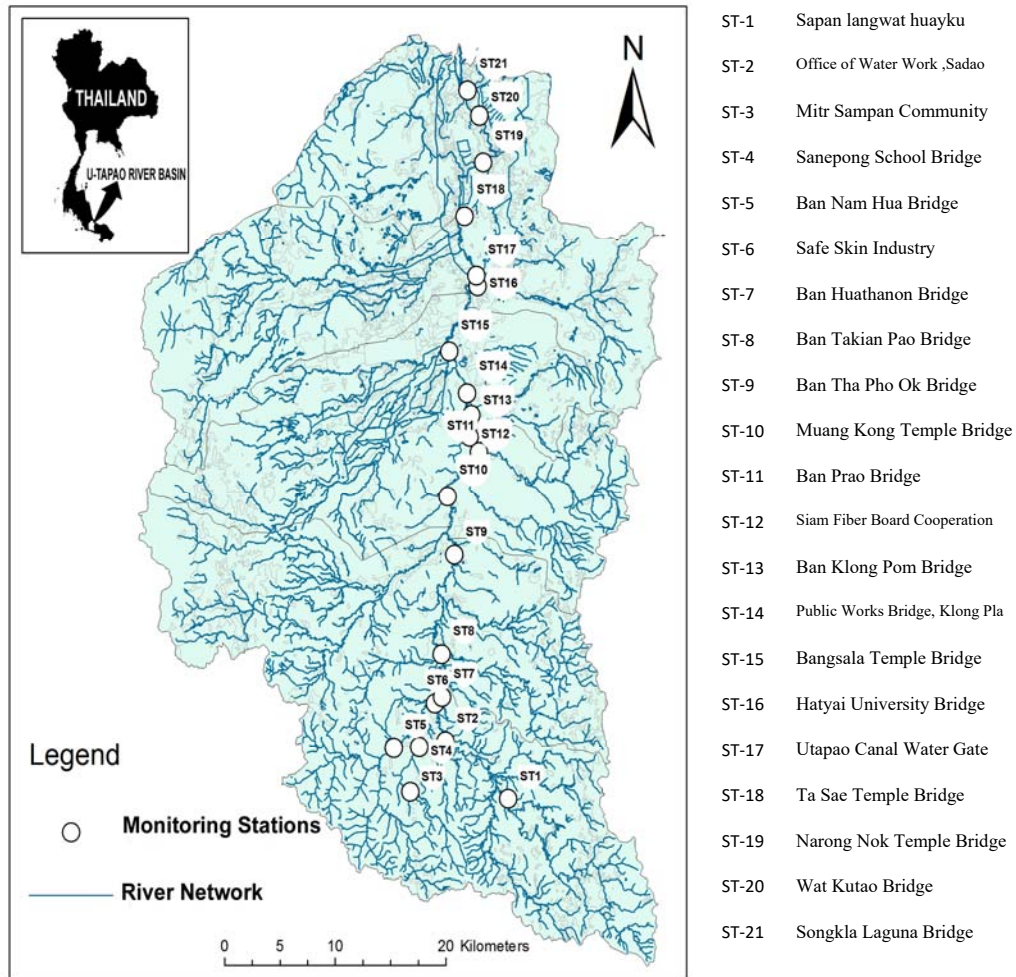 THAILAND
U-TAPAO RIVER BASIN
N
ST21
ST20
ST19
ST18
ST17
ST16
ST15
ST14
ST13
ST11
ST12
ST10
ST9
ST8
ST7
ST6
ST2
ST5
ST4
ST3
ST1
Legend
Monitoring Stations
River Network
0 5 10 20 Kilometers
ST-1 Sapan langwat huayku
ST-2 Office of Water Work ,Sadao
ST-3 Mitr Sampan Community
ST-4 Sanepong School Bridge
ST-5 Ban Nam Hua Bridge
ST-6 Safe Skin Industry
ST-7 Ban Huathanon Bridge
ST-8 Ban Takian Pao Bridge
ST-9 Ban Tha Pho Ok Bridge
ST-10 Muang Kong Temple Bridge
ST-11 Ban Prao Bridge
ST-12 Siam Fiber Board Cooperation
ST-13 Ban Klong Pom Bridge
ST-14 Public Works Bridge, Klong Pla
ST-15 Bangsala Temple Bridge
ST-16 Hatyai University Bridge
ST-17 Utapao Canal Water Gate
ST-18 Ta Sae Temple Bridge
ST-19 Narong Nok Temple Bridge
ST-20 Wat Kutao Bridge
ST-21 Songkla Laguna Bridge